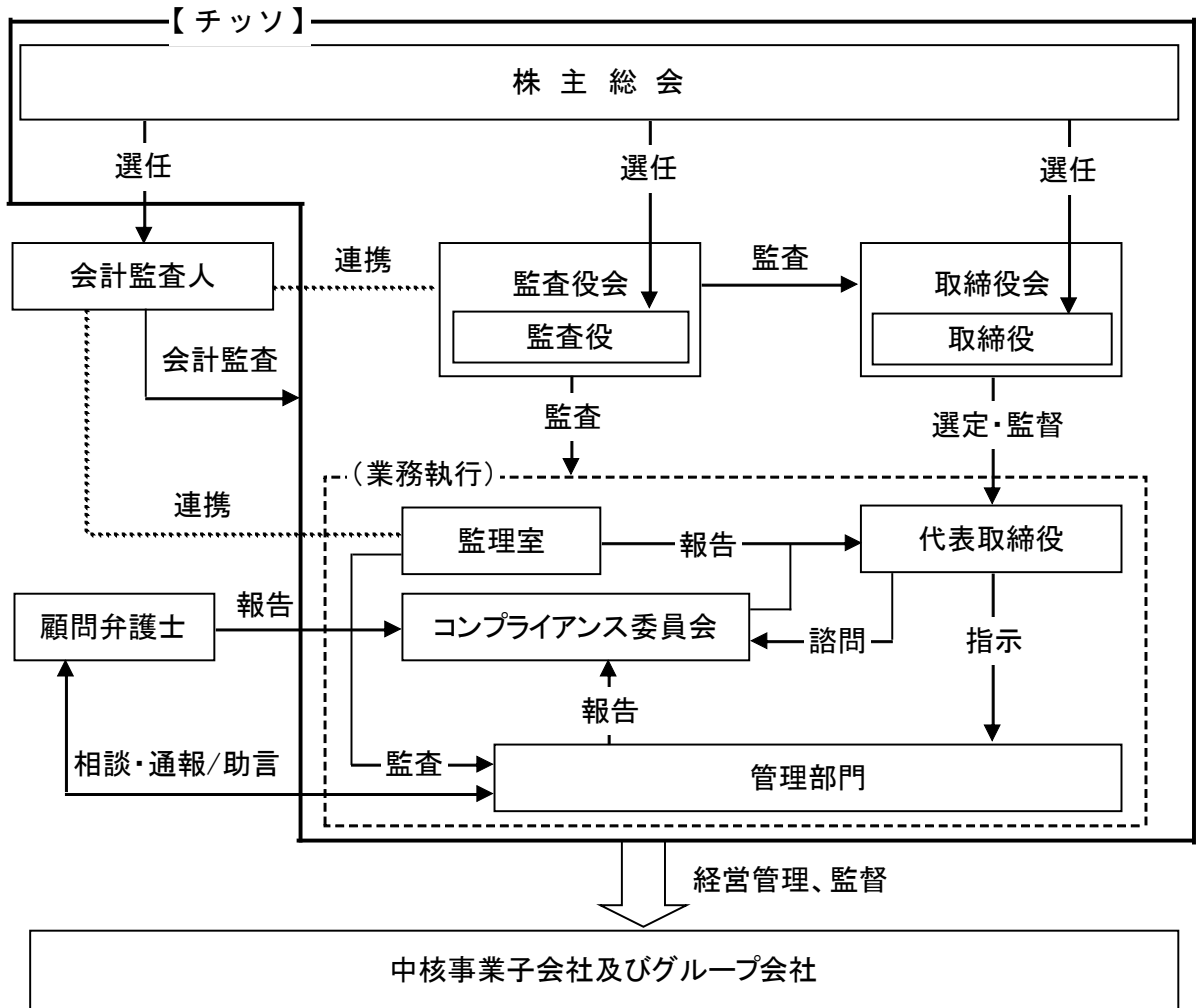 【チッソ】
株主総会
選任
選任
選任
会計監査人
連携
監査役会
監査役
監査
取締役会
取締役
会計監査
監査
選定・監督
(業務執行)
連携
監理室
報告
代表取締役
顧問弁護士
報告
コンプライアンス委員会
諮問
指示
報告
相談・通報/助言
監査
管理部門
経営管理、監督
中核事業子会社及びグループ会社